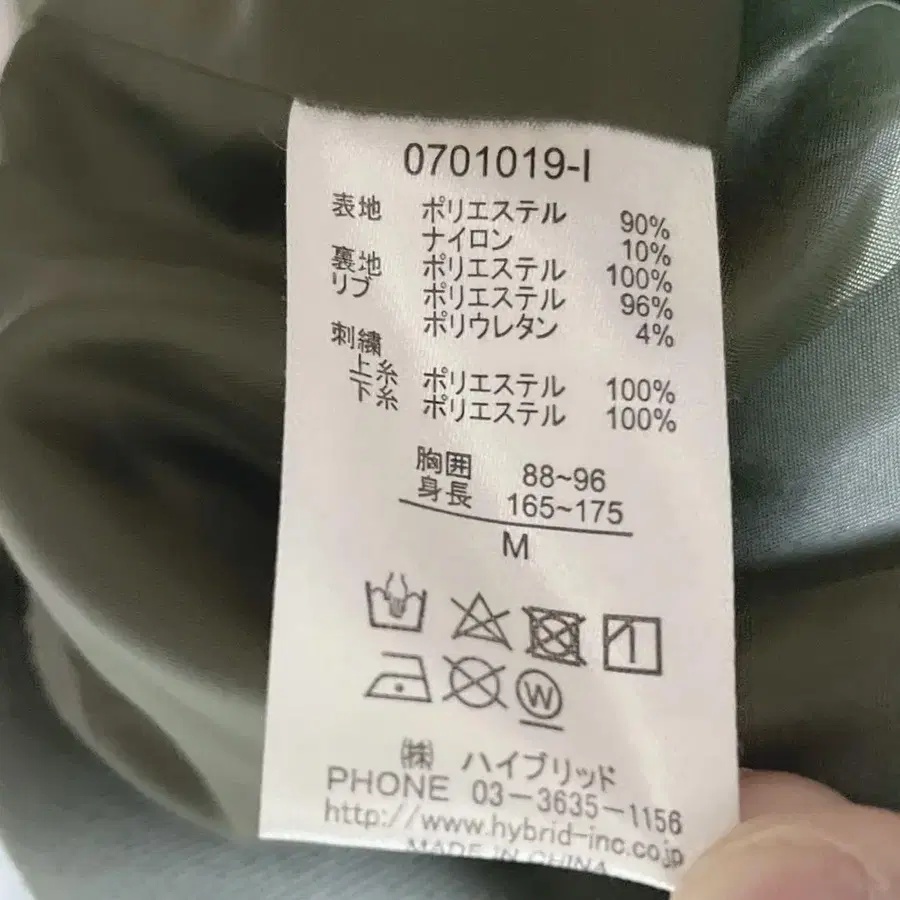 0701019-I
表地 ポリエステル 90%
ナイロン 10%
裏地 ポリエステル 100%
リブ ポリエステル 96%
ポリウレタン 4%
刺繍
上糸 ポリエステル 100%
下糸 ポリエステル 100%
胸囲 88~96
身長 165~175
M
W
㈱ ハイブリッド
PHONE 03-3635-1156
http://www.hybrid-inc.co.jp
MADE IN CHINA